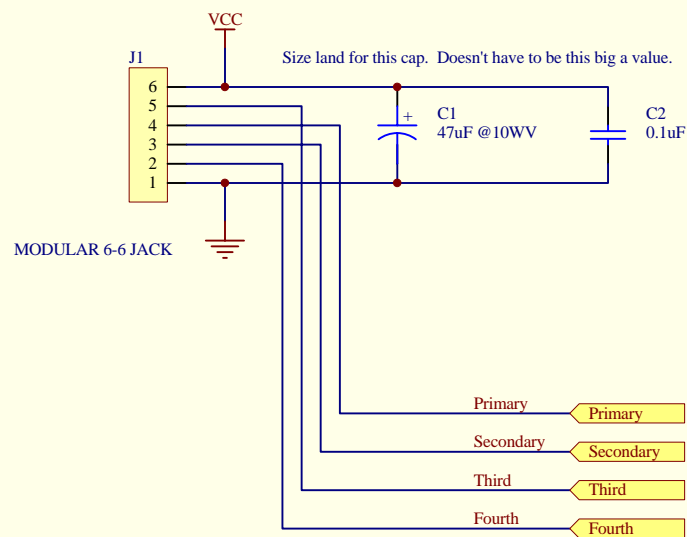 VCC
J1
Size land for this cap. Doesn't have to be this big a value.
6
5
4
3
2
1
+
C1
47uF @10WV
C2
0.1uF
MODULAR 6-6 JACK
Primary
Primary
Secondary
Secondary
Third
Third
Fourth
Fourth